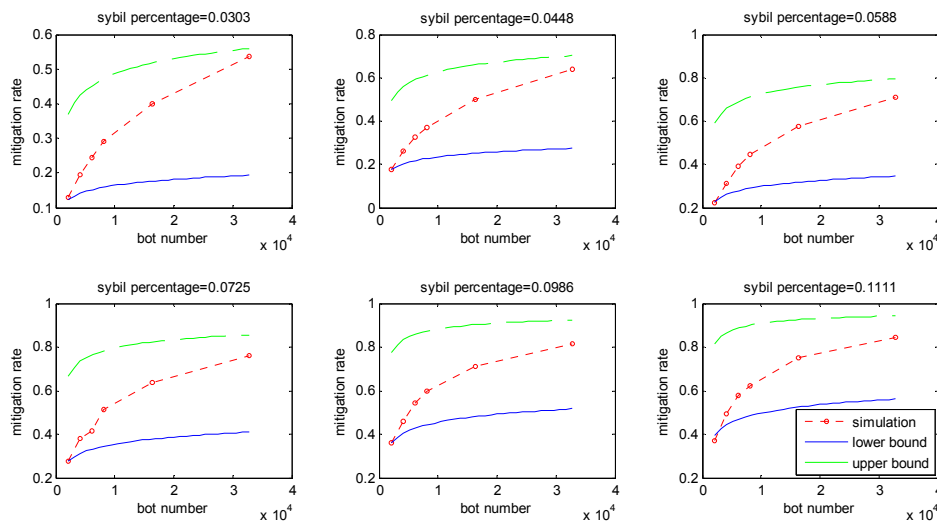 sybil percentage=0.0303
sybil percentage=0.0448
sybil percentage=0.0588
mitigation rate
0.6
0.5
0.4
0.3
0.2
0.1
0 1 2 3 4
bot number
x 10^4
mitigation rate
0.8
0.6
0.4
0.2
0
0 1 2 3 4
bot number
x 10^4
mitigation rate
1
0.8
0.6
0.4
0.2
0 1 2 3 4
bot number
x 10^4
sybil percentage=0.0725
sybil percentage=0.0986
sybil percentage=0.1111
mitigation rate
1
0.8
0.6
0.4
0.2
0 1 2 3 4
bot number
x 10^4
mitigation rate
1
0.8
0.6
0.4
0.2
0 1 2 3 4
bot number
x 10^4
mitigation rate
1
0.8
0.6
0.4
0.2
0 1 2 3 4
bot number
x 10^4
simulation
lower bound
upper bound